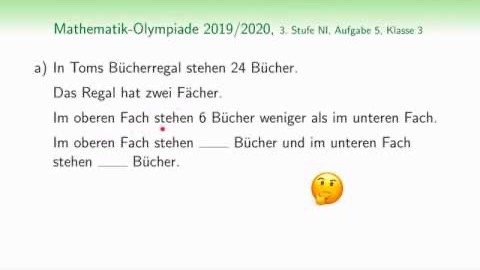 Mathematik-Olympiade 2019/2020, 3. Stufe NI, Aufgabe 5, Klasse 3
a) In Toms Bücherregal stehen 24 Bücher.
Das Regal hat zwei Fächer.
Im oberen Fach stehen 6 Bücher weniger als im unteren Fach.
Im oberen Fach stehen ____ Bücher und im unteren Fach
stehen ____ Bücher.